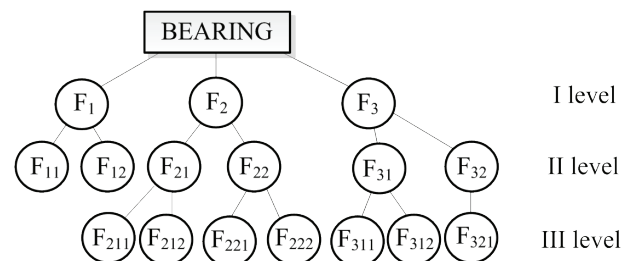 BEARING
F₁ F₂ F₃ I level
F₁₁ F₁₂ F₂₁ F₂₂ F₃₁ F₃₂ II level
F₂₁₁ F₂₁₂ F₂₂₁ F₂₂₂ F₃₁₁ F₃₁₂ F₃₂₁ III level